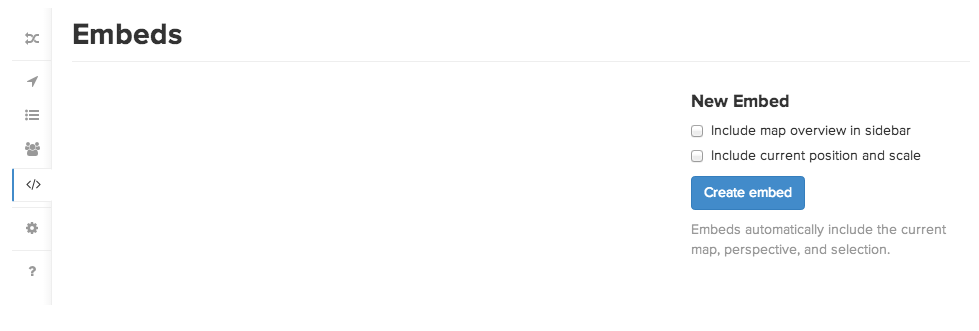 Embeds
New Embed
Include map overview in sidebar
Include current position and scale
Create embed
Embeds automatically include the current
map, perspective, and selection.